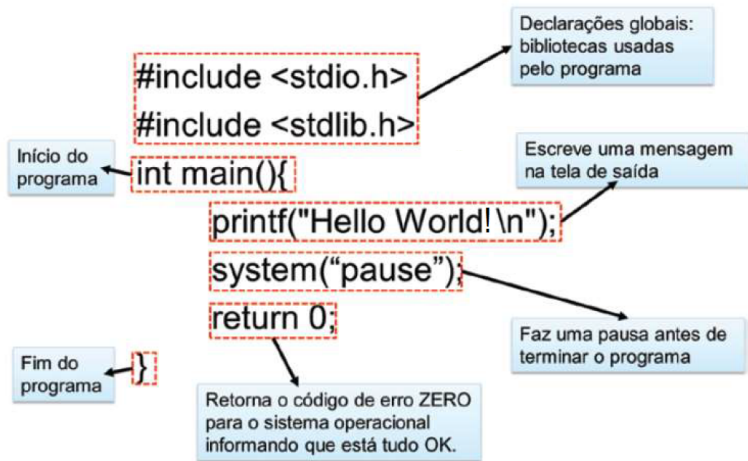 Declarações globais:
bibliotecas usadas
pelo programa
#include <stdio.h>
#include <stdlib.h>
Início do
programa
int main(){
Escreve uma mensagem
na tela de saída
printf("Hello World! \n");
system(“pause”);
return 0;
Faz uma pausa antes de
terminar o programa
Fim do
programa
}
Retorna o código de erro ZERO
para o sistema operacional
informando que está tudo OK.